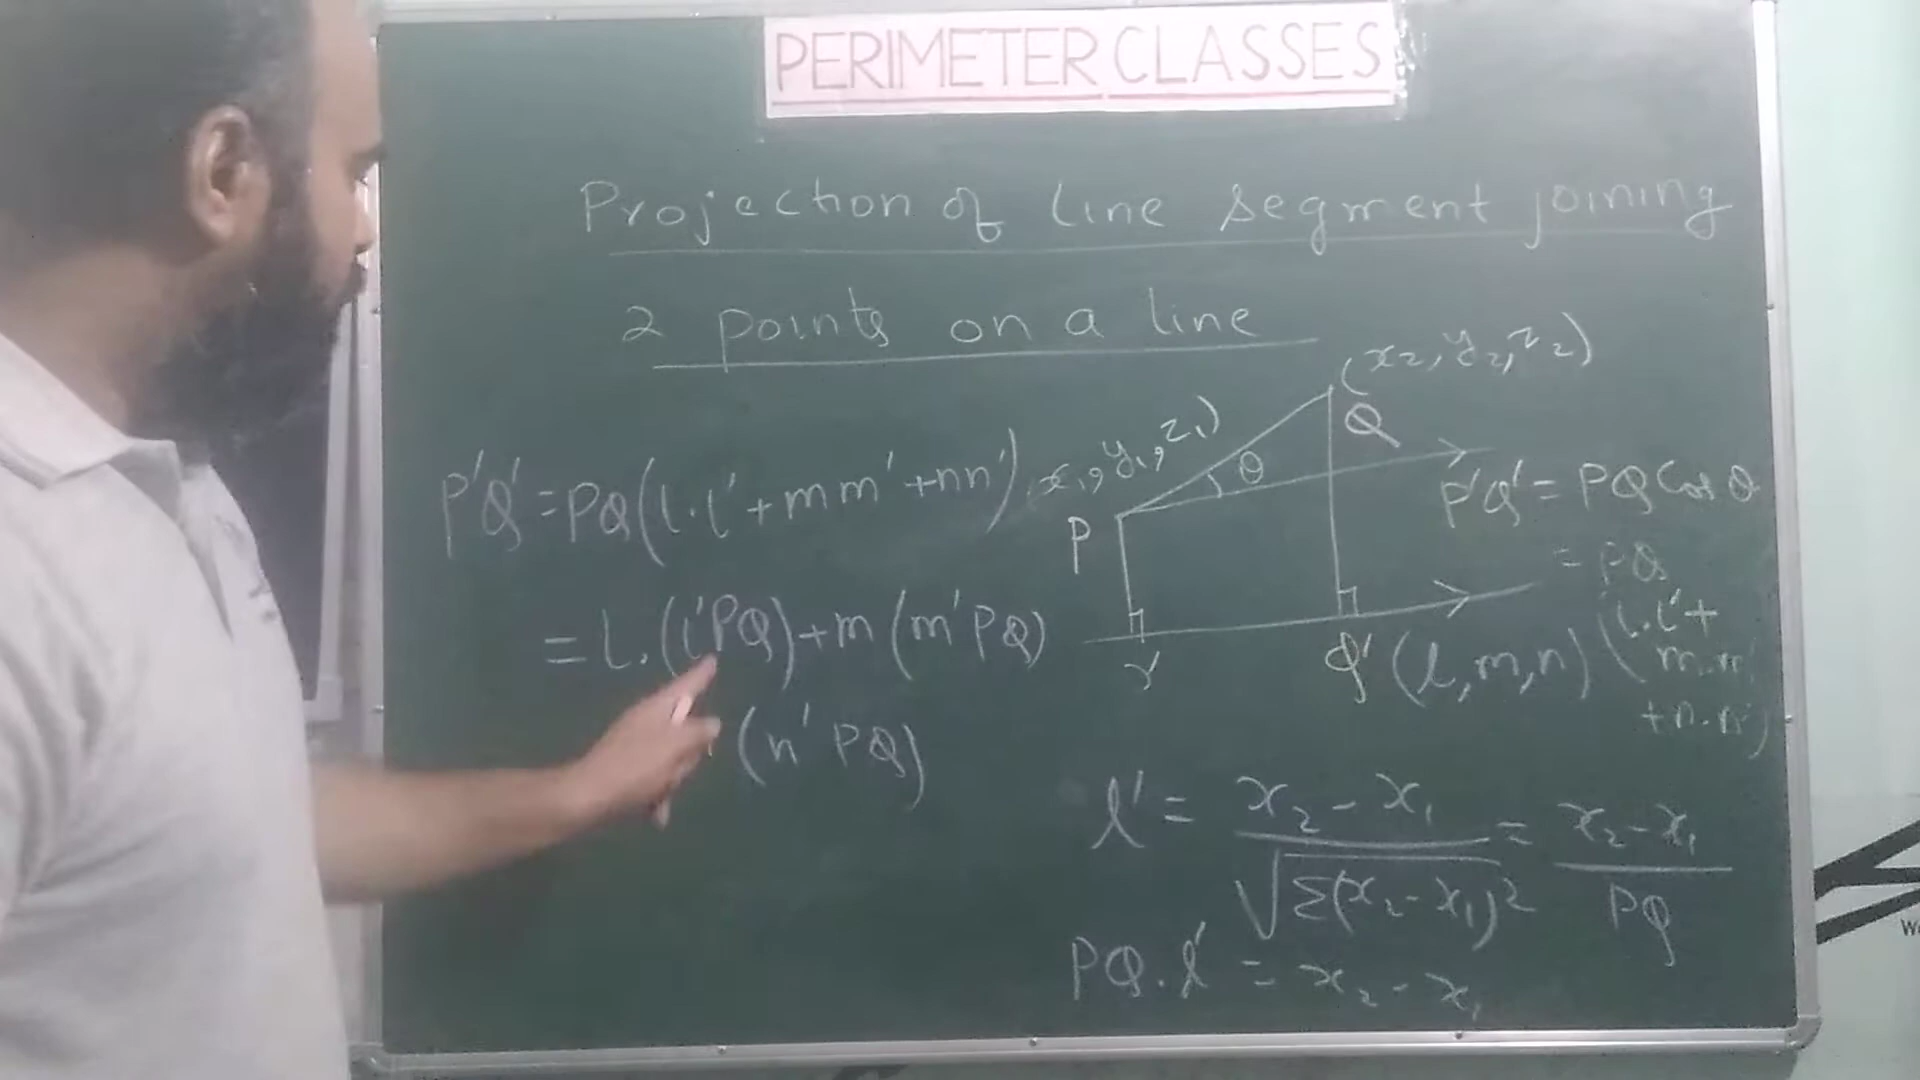 PERIMETER CLASSES
Projection of line segment joining
2 points on a line
(x₂, y₂, z₂)
x₁, y₁, z₁)
Q
θ
P
P'Q' = PQ(l.l' + mm' + nn')
P'Q' = PQ Cos θ
= PQ
(l.l' +
m.m'
+n.n')
= l.(l'PQ) + m(m'PQ)
(n'PQ)
Q' (l, m, n)
l' = x₂ - x₁ / √Σ(x₂ - x₁)² = x₂ - x₁ / PQ
PQ.l' = x₂ - x₁